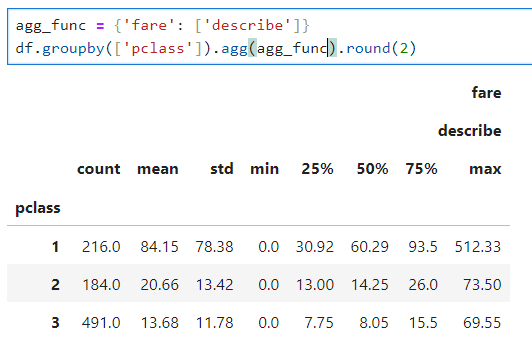 agg_func = {'fare': ['describe']}
df.groupby(['pclass']).agg(agg_func).round(2)
fare
describe
count mean std min 25% 50% 75% max
pclass
1 216.0 84.15 78.38 0.0 30.92 60.29 93.5 512.33
2 184.0 20.66 13.42 0.0 13.00 14.25 26.0 73.50
3 491.0 13.68 11.78 0.0 7.75 8.05 15.5 69.55